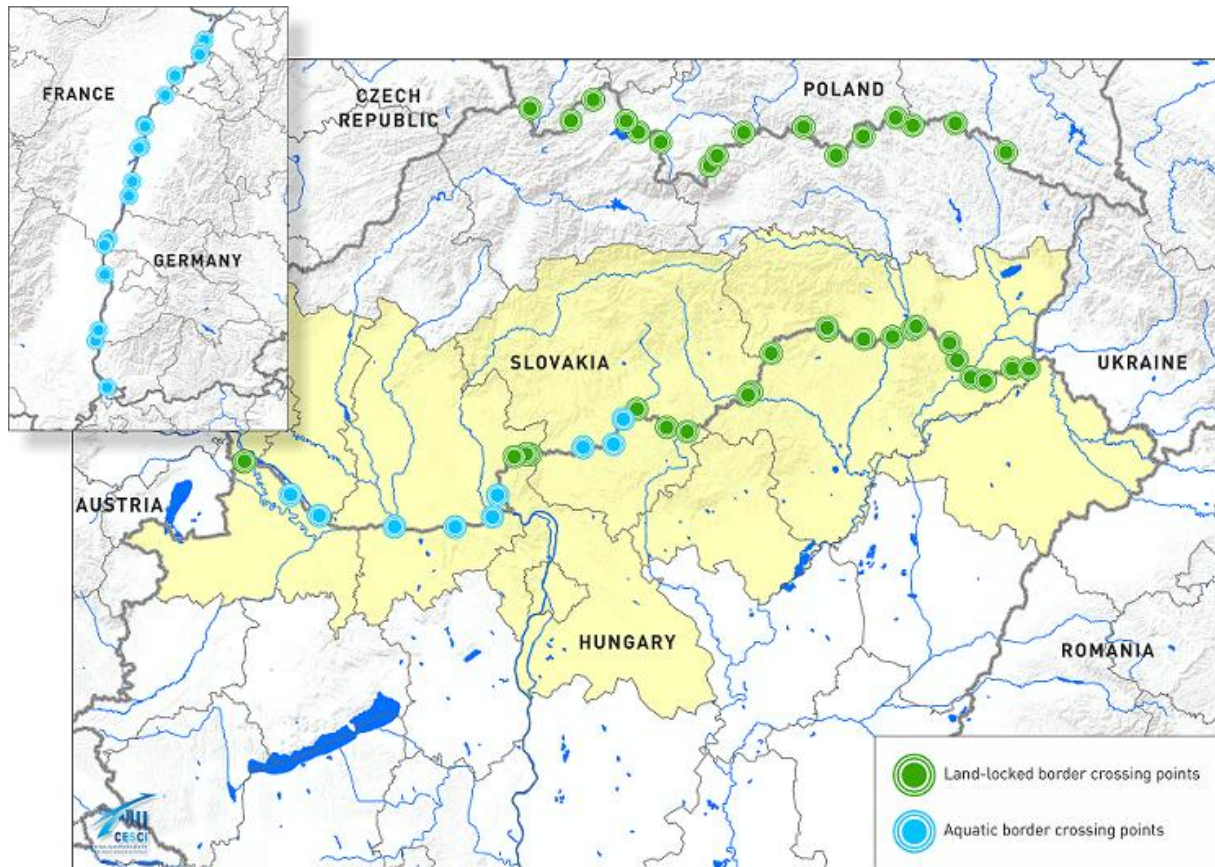 FRANCE
GERMANY
CZECH
REPUBLIC
POLAND
SLOVAKIA
UKRAINE
AUSTRIA
HUNGARY
ROMANIA
Land-locked border crossing points
Aquatic border crossing points
CESCI